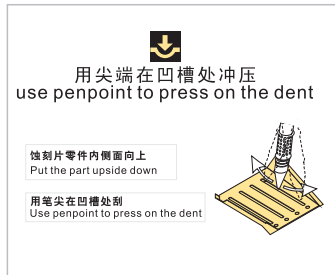 用尖端在凹槽处冲压
use penpoint to press on the dent
蚀刻片零件内侧面向上
Put the part upside down
用笔尖在凹槽处刮
Use penpoint to press on the dent